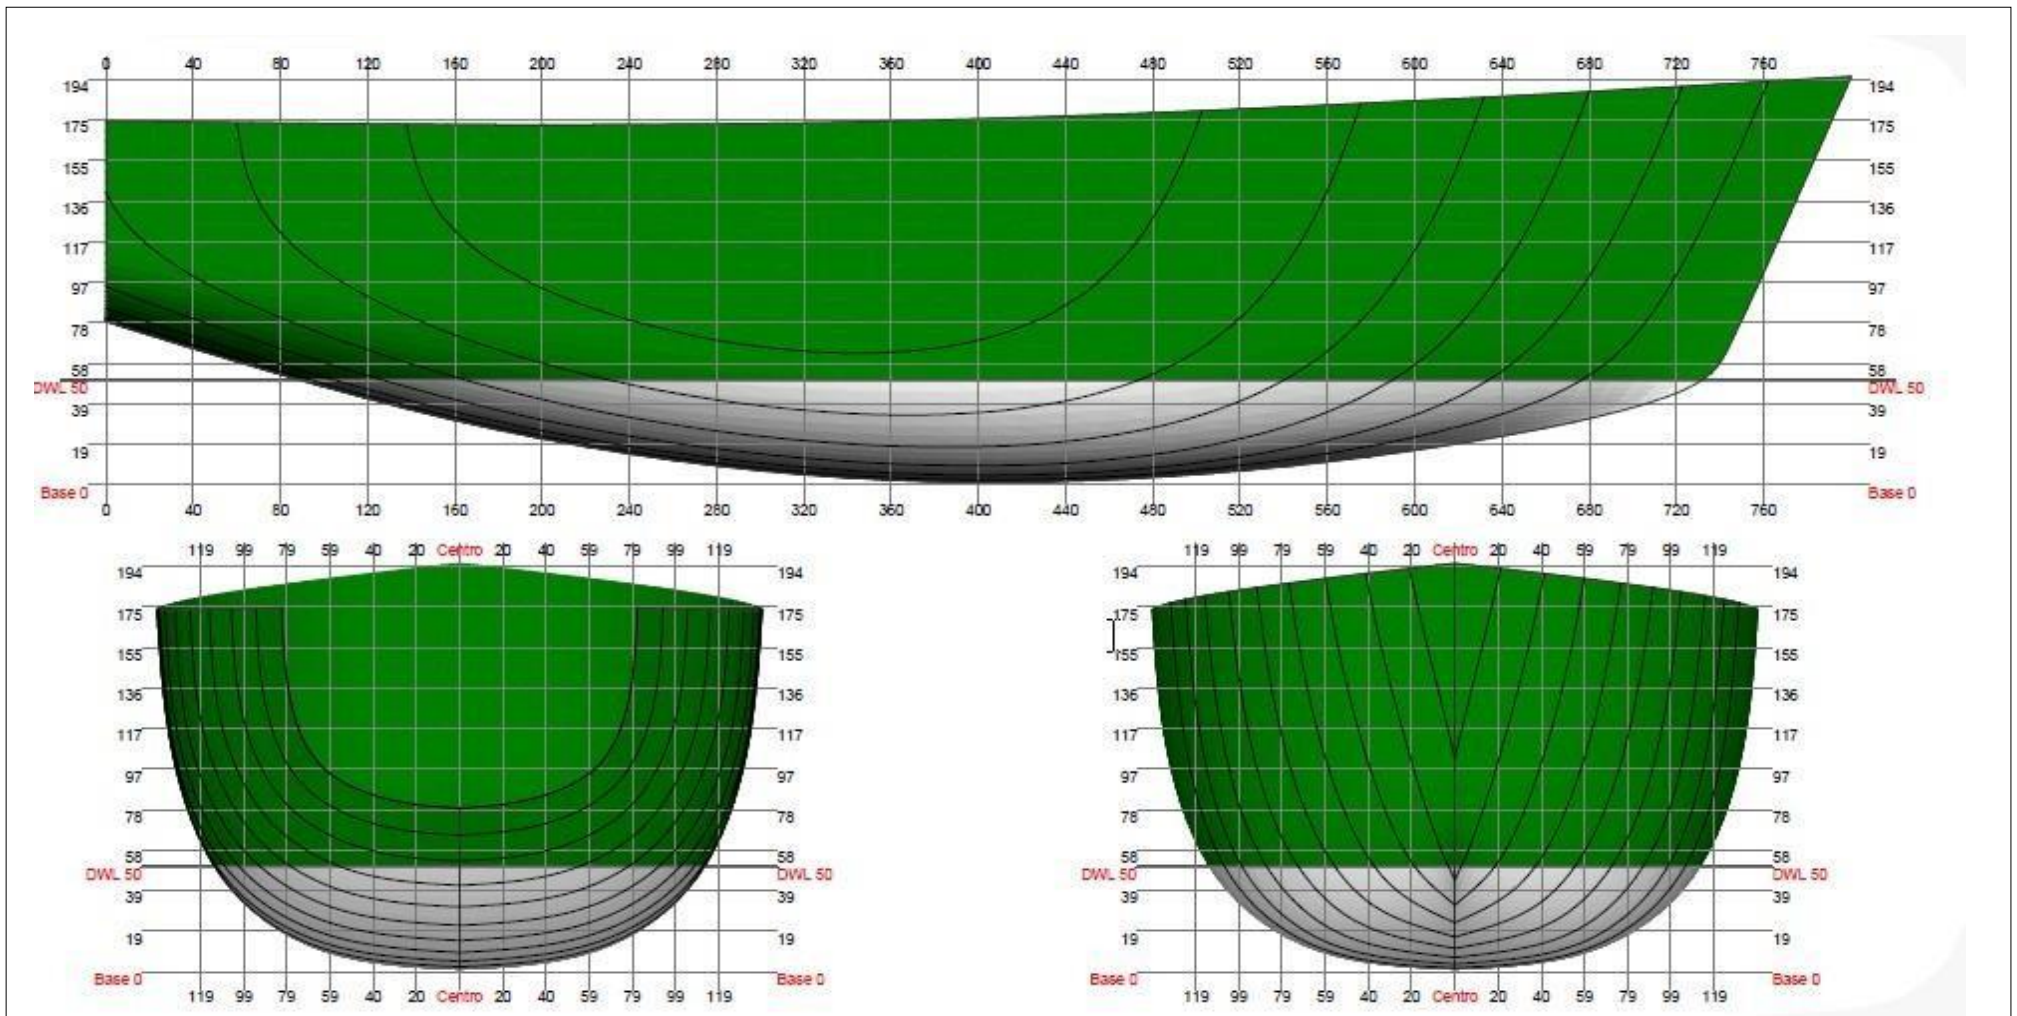 0 40 80 120 160 200 240 280 320 360 400 440 480 520 560 600 640 680 720 760
194 194
175 175
155 155
136 136
117 117
97 97
78 78
58 58
DWL 50 DWL 50
39 39
19 19
Base 0 Base 0
0 40 80 120 160 200 240 280 320 360 400 440 480 520 560 600 640 680 720 760
119 99 79 59 40 20 Centro 20 40 59 79 99 119
194 194
175 175
155 155
136 136
117 117
97 97
78 78
58 58
DWL 50 DWL 50
39 39
19 19
Base 0 Base 0
119 99 79 59 40 20 Centro 20 40 59 79 99 119
119 99 79 59 40 20 Centro 20 40 59 79 99 119
194 194
175 175
155 155
136 136
117 117
97 97
78 78
58 58
DWL 50 DWL 50
39 39
19 19
Base 0 Base 0
119 99 79 59 40 20 Centro 20 40 59 79 99 119